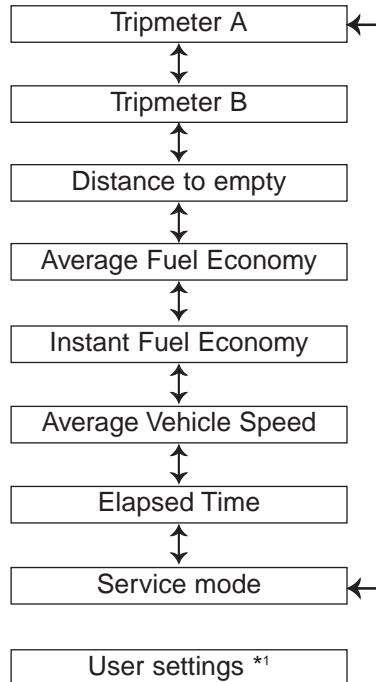 Tripmeter A
Tripmeter B
Distance to empty
Average Fuel Economy
Instant Fuel Economy
Average Vehicle Speed
Elapsed Time
Service mode
User settings *1